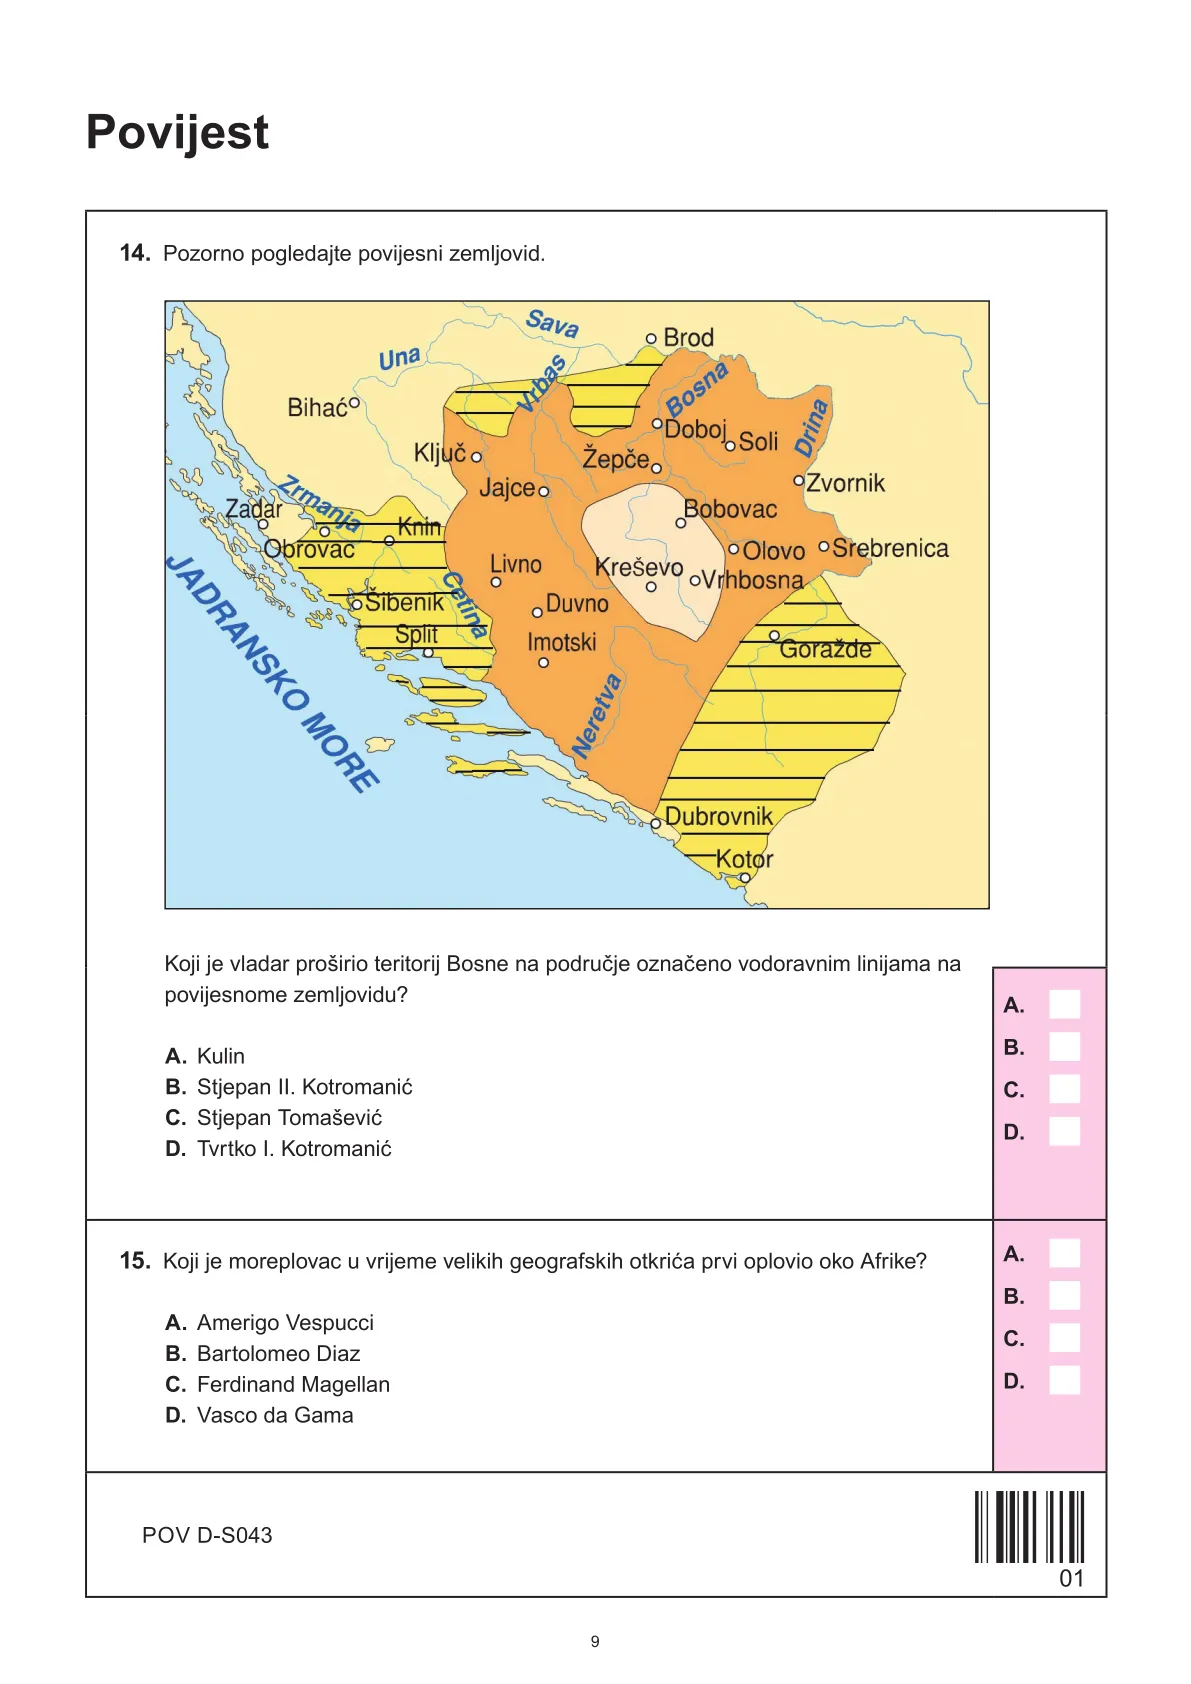 Povijest
14. Pozorno pogledajte povijesni zemljovid.
Sava
Brod
Una
Vrbas
Bosna
Bihać
Drina
Doboj
Soli
Ključ
Žepče
Jajce
Zvornik
Zrmanja
Zadar
Bobovac
Knin
Obrovac
Olovo
Srebrenica
Livno
Kreševo
Vrhbosna
JADRANSKO MORE
Cetina
Šibenik
Duvno
Split
Imotski
Goražde
Neretva
Dubrovnik
Kotor
Koji je vladar proširio teritorij Bosne na područje označeno vodoravnim linijama na
povijesnome zemljovidu?
A. Kulin
B. Stjepan II. Kotromanić
C. Stjepan Tomašević
D. Tvrtko I. Kotromanić
A.
B.
C.
D.
15. Koji je moreplovac u vrijeme velikih geografskih otkrića prvi oplovio oko Afrike?
A. Amerigo Vespucci
B. Bartolomeo Diaz
C. Ferdinand Magellan
D. Vasco da Gama
A.
B.
C.
D.
POV D-S043
01
9